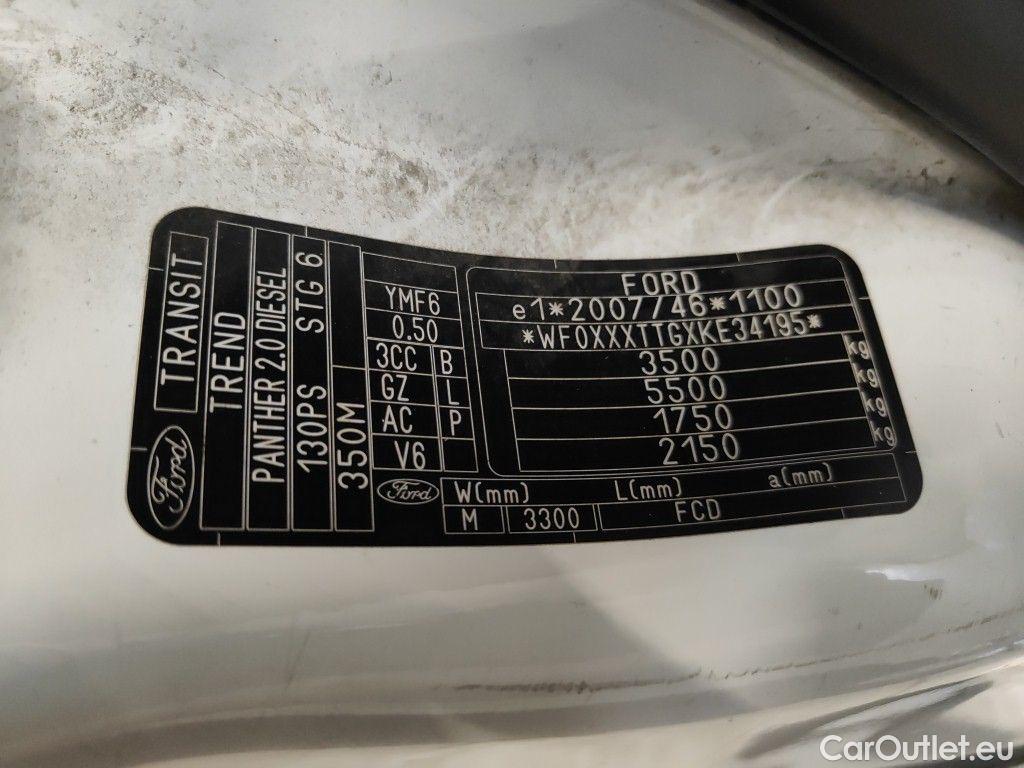 TRANSIT
TREND
PANTHER 2.0 DIESEL
130PS STG 6
350M
Ford
YMF6
0.50
3CC B
GZ L
AC P
V6
FORD
e1*2007/46*1100
*WF0XXXTTGXKE34195*
3500 kg
5500 kg
1750 kg
2150 kg
Ford W(mm) L(mm) a(mm)
M 3300 FCD
CarOutlet.eu